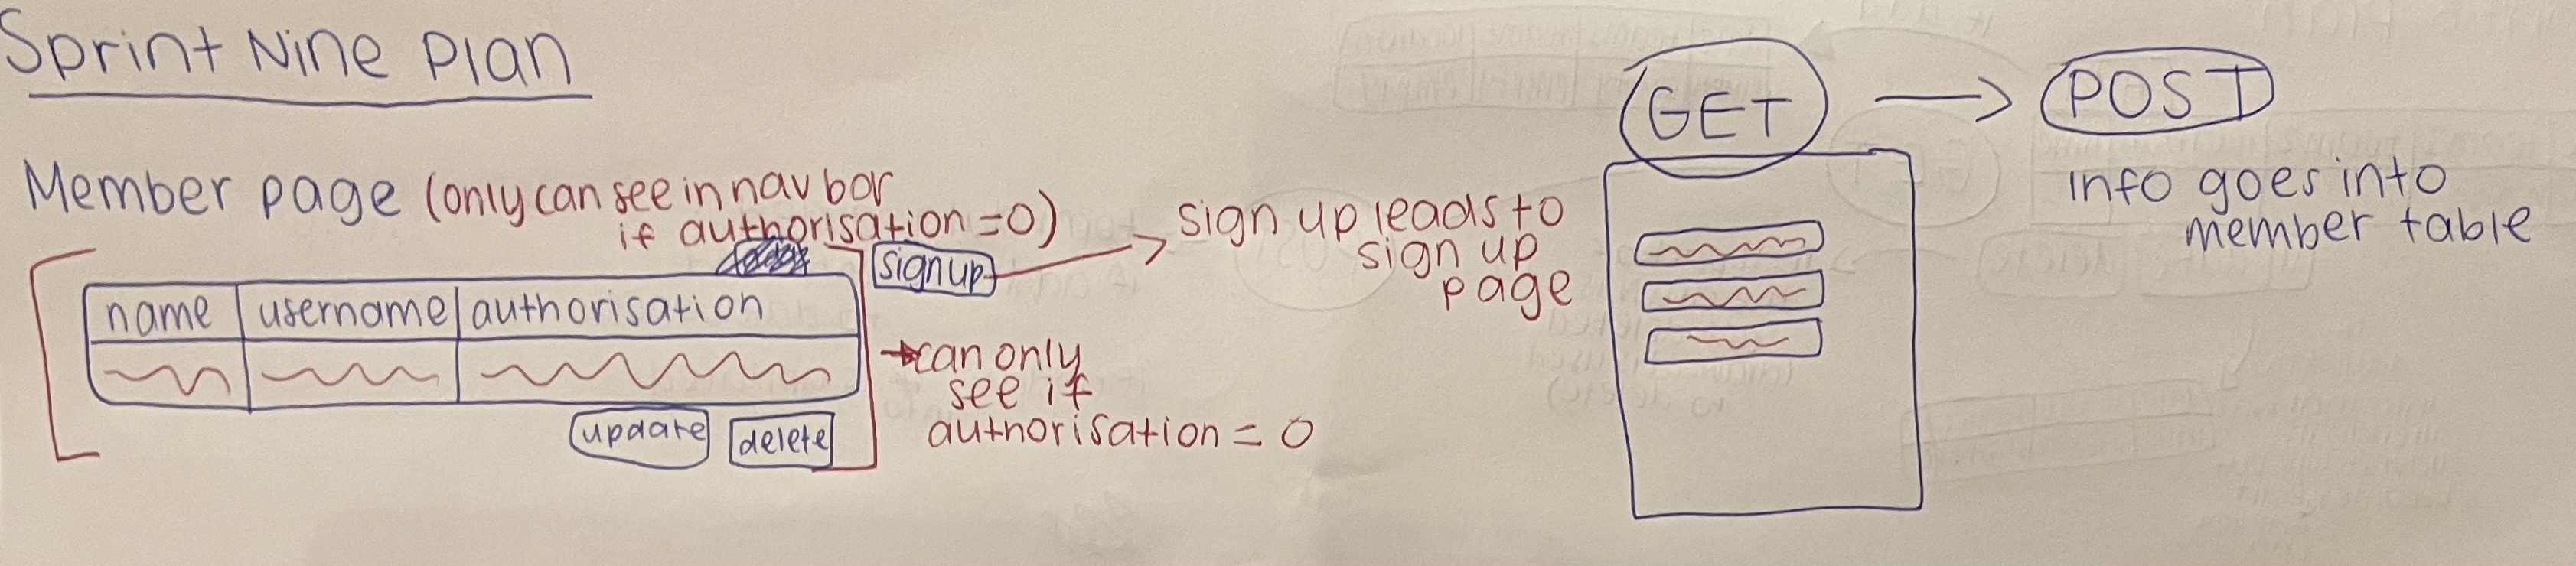 Sprint Nine Plan
Member page (only can see in nav bar
if authorisation = 0)
signup
sign up leads to
sign up
page
name username authorisation
update delete
can only
see if
authorisation = 0
GET
POST
info goes into
member table